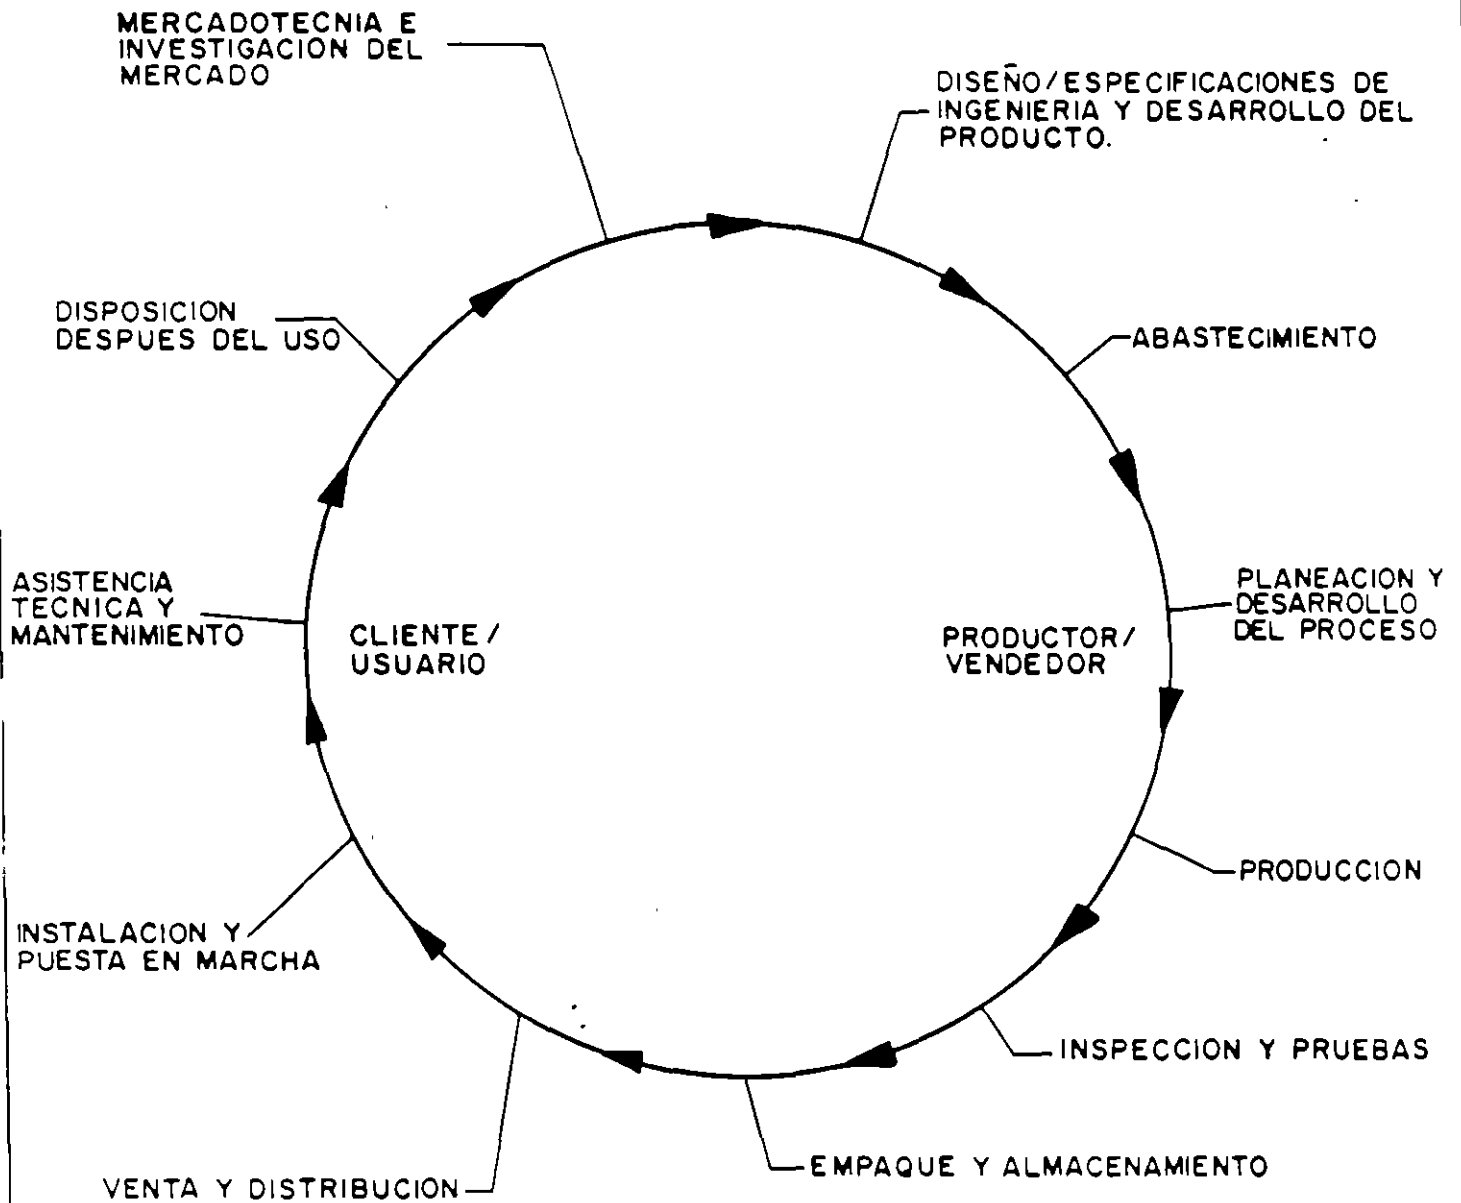 MERCADOTECNIA E
INVESTIGACION DEL
MERCADO
DISEÑO/ESPECIFICACIONES DE
INGENIERIA Y DESARROLLO DEL
PRODUCTO.
DISPOSICION
DESPUES DEL USO
ABASTECIMIENTO
ASISTENCIA
TECNICA Y
MANTENIMIENTO
CLIENTE/
USUARIO
PRODUCTOR/
VENDEDOR
PLANEACION Y
DESARROLLO
DEL PROCESO
PRODUCCION
INSTALACION Y
PUESTA EN MARCHA
INSPECCION Y PRUEBAS
EMPAQUE Y ALMACENAMIENTO
VENTA Y DISTRIBUCION